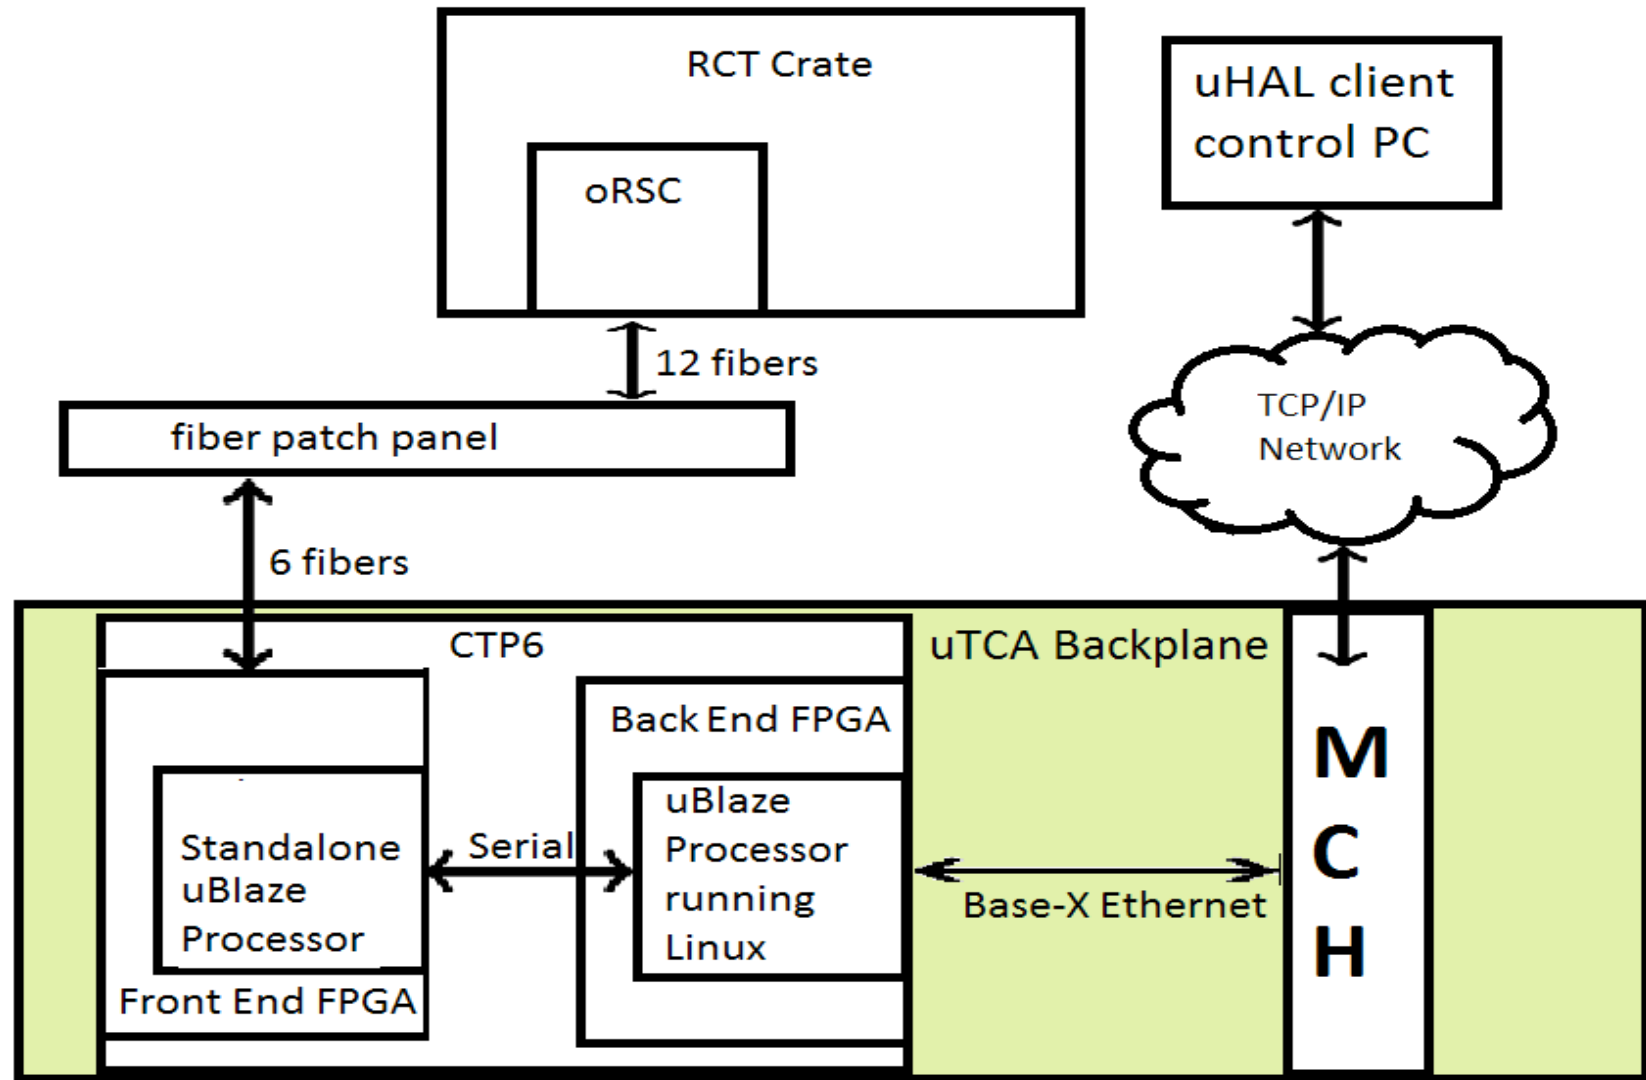 RCT Crate
oRSC
uHAL client
control PC
12 fibers
TCP/IP
Network
fiber patch panel
6 fibers
CTP6
uTCA Backplane
Back End FPGA
MCH
uBlaze
Processor
running
Linux
Serial
Standalone
uBlaze
Processor
Base-X Ethernet
Front End FPGA